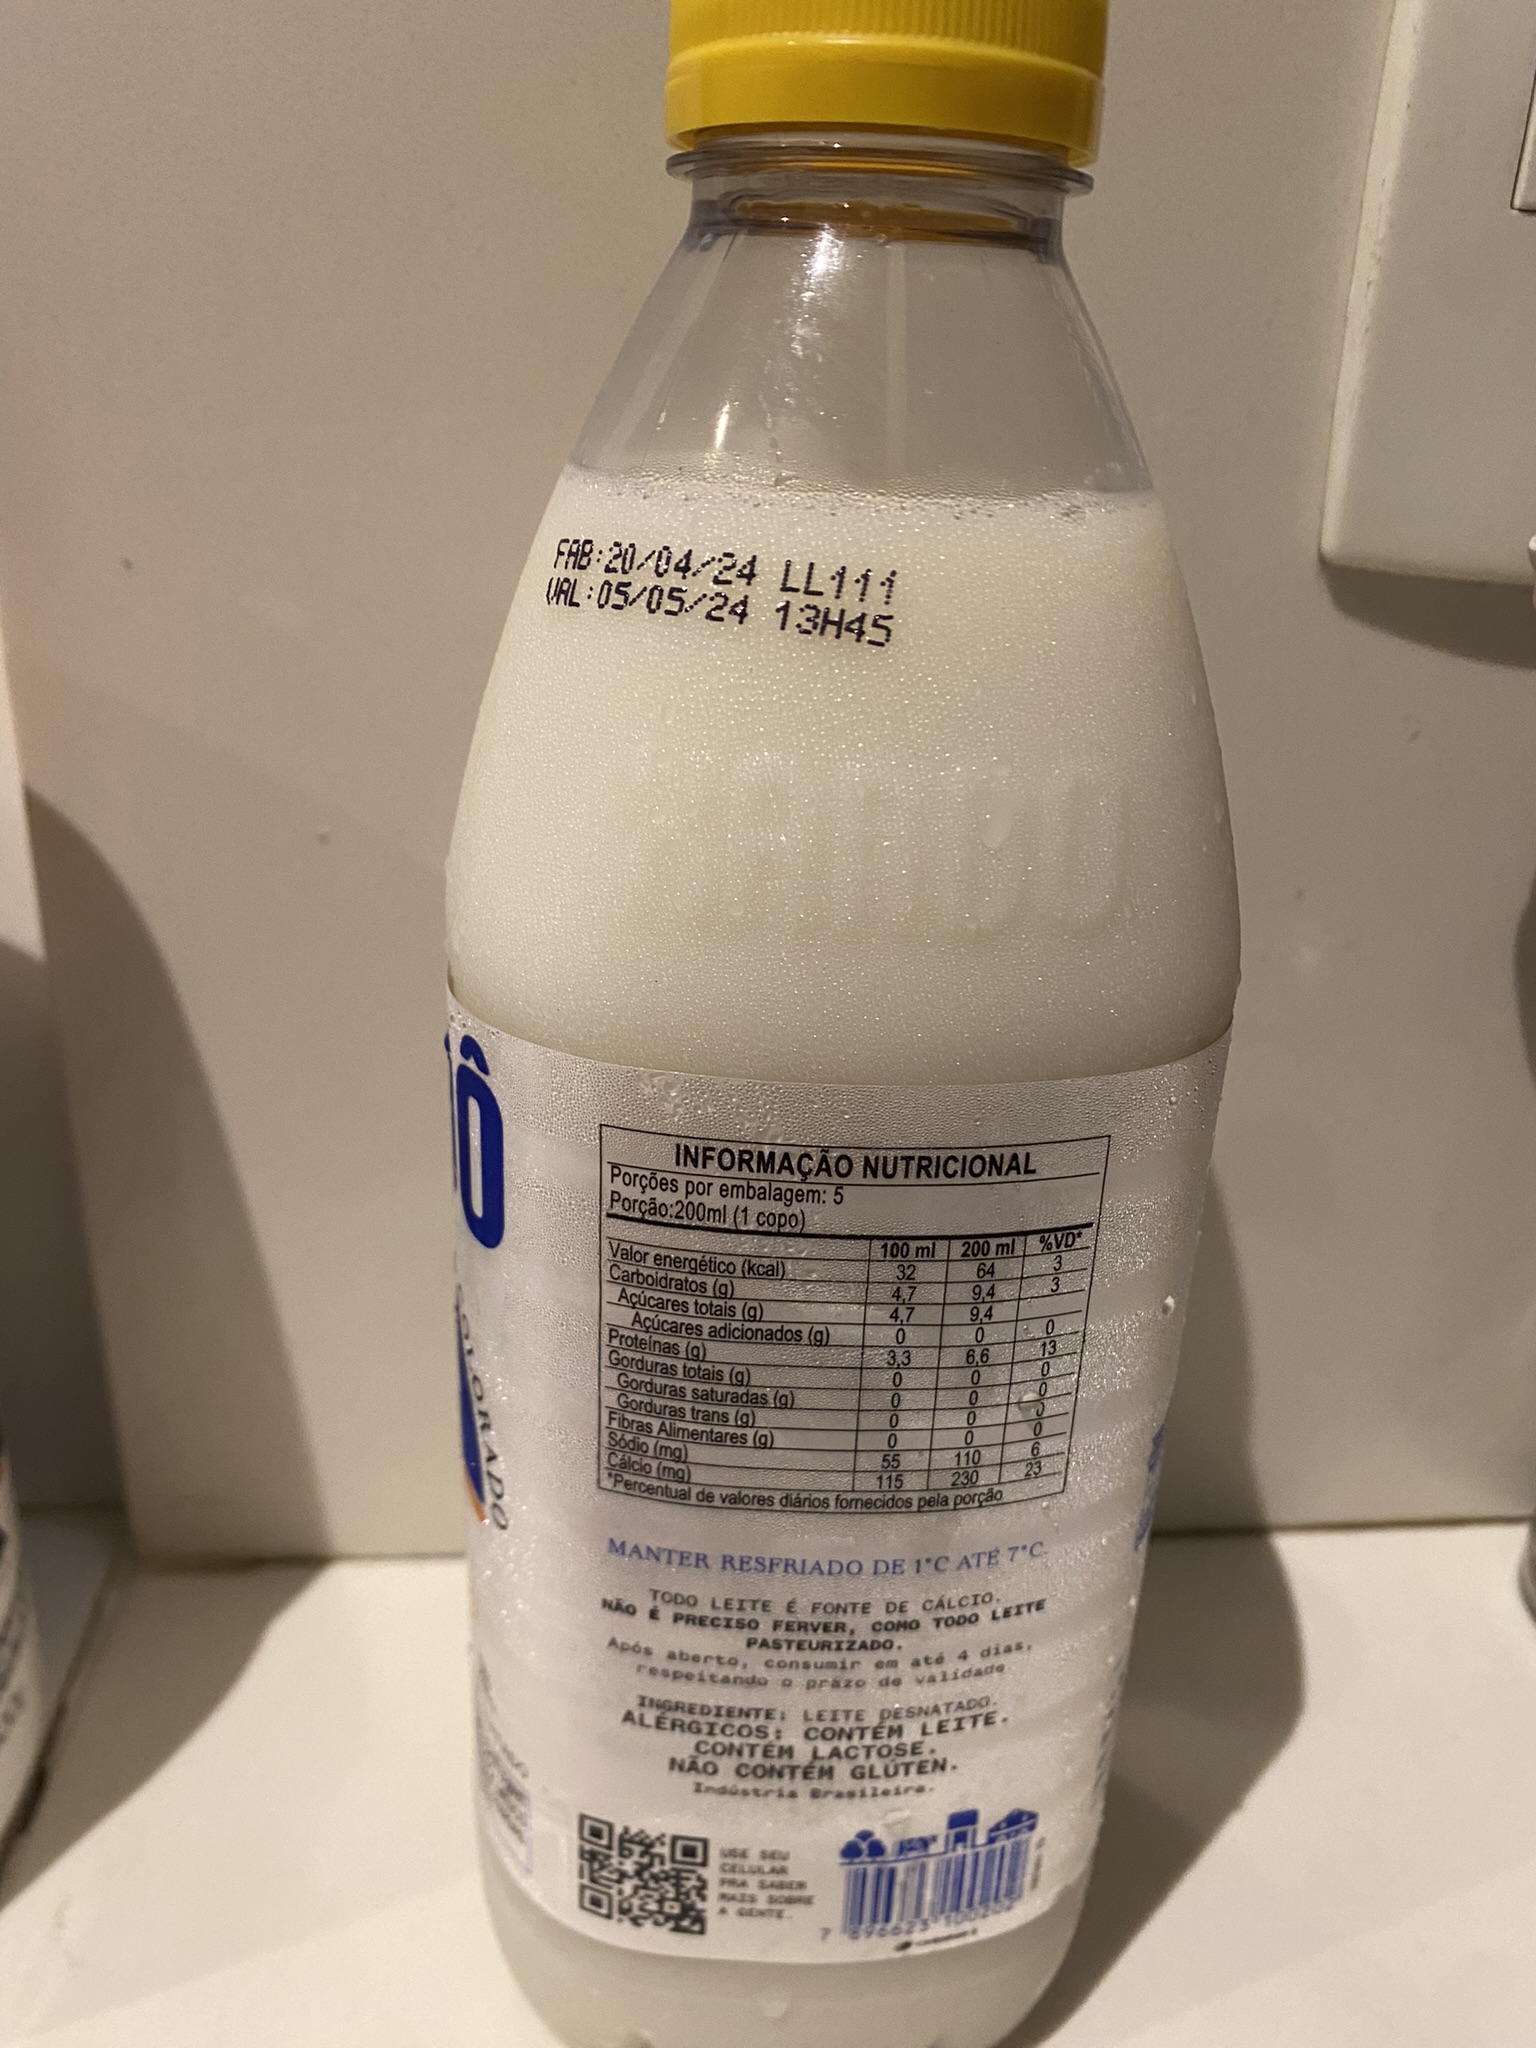 FAB:20/04/24 LL111
VAL:05/05/24 13H45
Ô
COLORADO
INFORMAÇÃO NUTRICIONAL
Porções por embalagem: 5
Porção:200ml (1 copo)
100 ml 200 ml %VD*
Valor energético (kcal) 32 64 3
Carboidratos (g) 4,7 9,4 3
Açúcares totais (g) 4,7 9,4
Açúcares adicionados (g) 0 0 0
Proteínas (g) 3,3 6,6 13
Gorduras totais (g) 0 0 0
Gorduras saturadas (g) 0 0 0
Gorduras trans (g) 0 0 0
Fibras Alimentares (g) 0 0 0
Sódio (mg) 55 110 6
Cálcio (mg) 115 230 23
*Percentual de valores diários fornecidos pela porção
MANTER RESFRIADO DE 1°C ATÉ 7°C.
TODO LEITE É FONTE DE CÁLCIO.
NÃO É PRECISO FERVER, COMO TODO LEITE
PASTEURIZADO.
Após aberto, consumir em até 4 dias,
respeitando o prazo de validade
INGREDIENTE: LEITE DESNATADO.
ALÉRGICOS: CONTÉM LEITE.
CONTÉM LACTOSE.
NÃO CONTÉM GLÚTEN.
Indústria Brasileira.
USE SEU
CELULAR
PRA SABER
MAIS SOBRE
A GENTE.
7 896623 100202